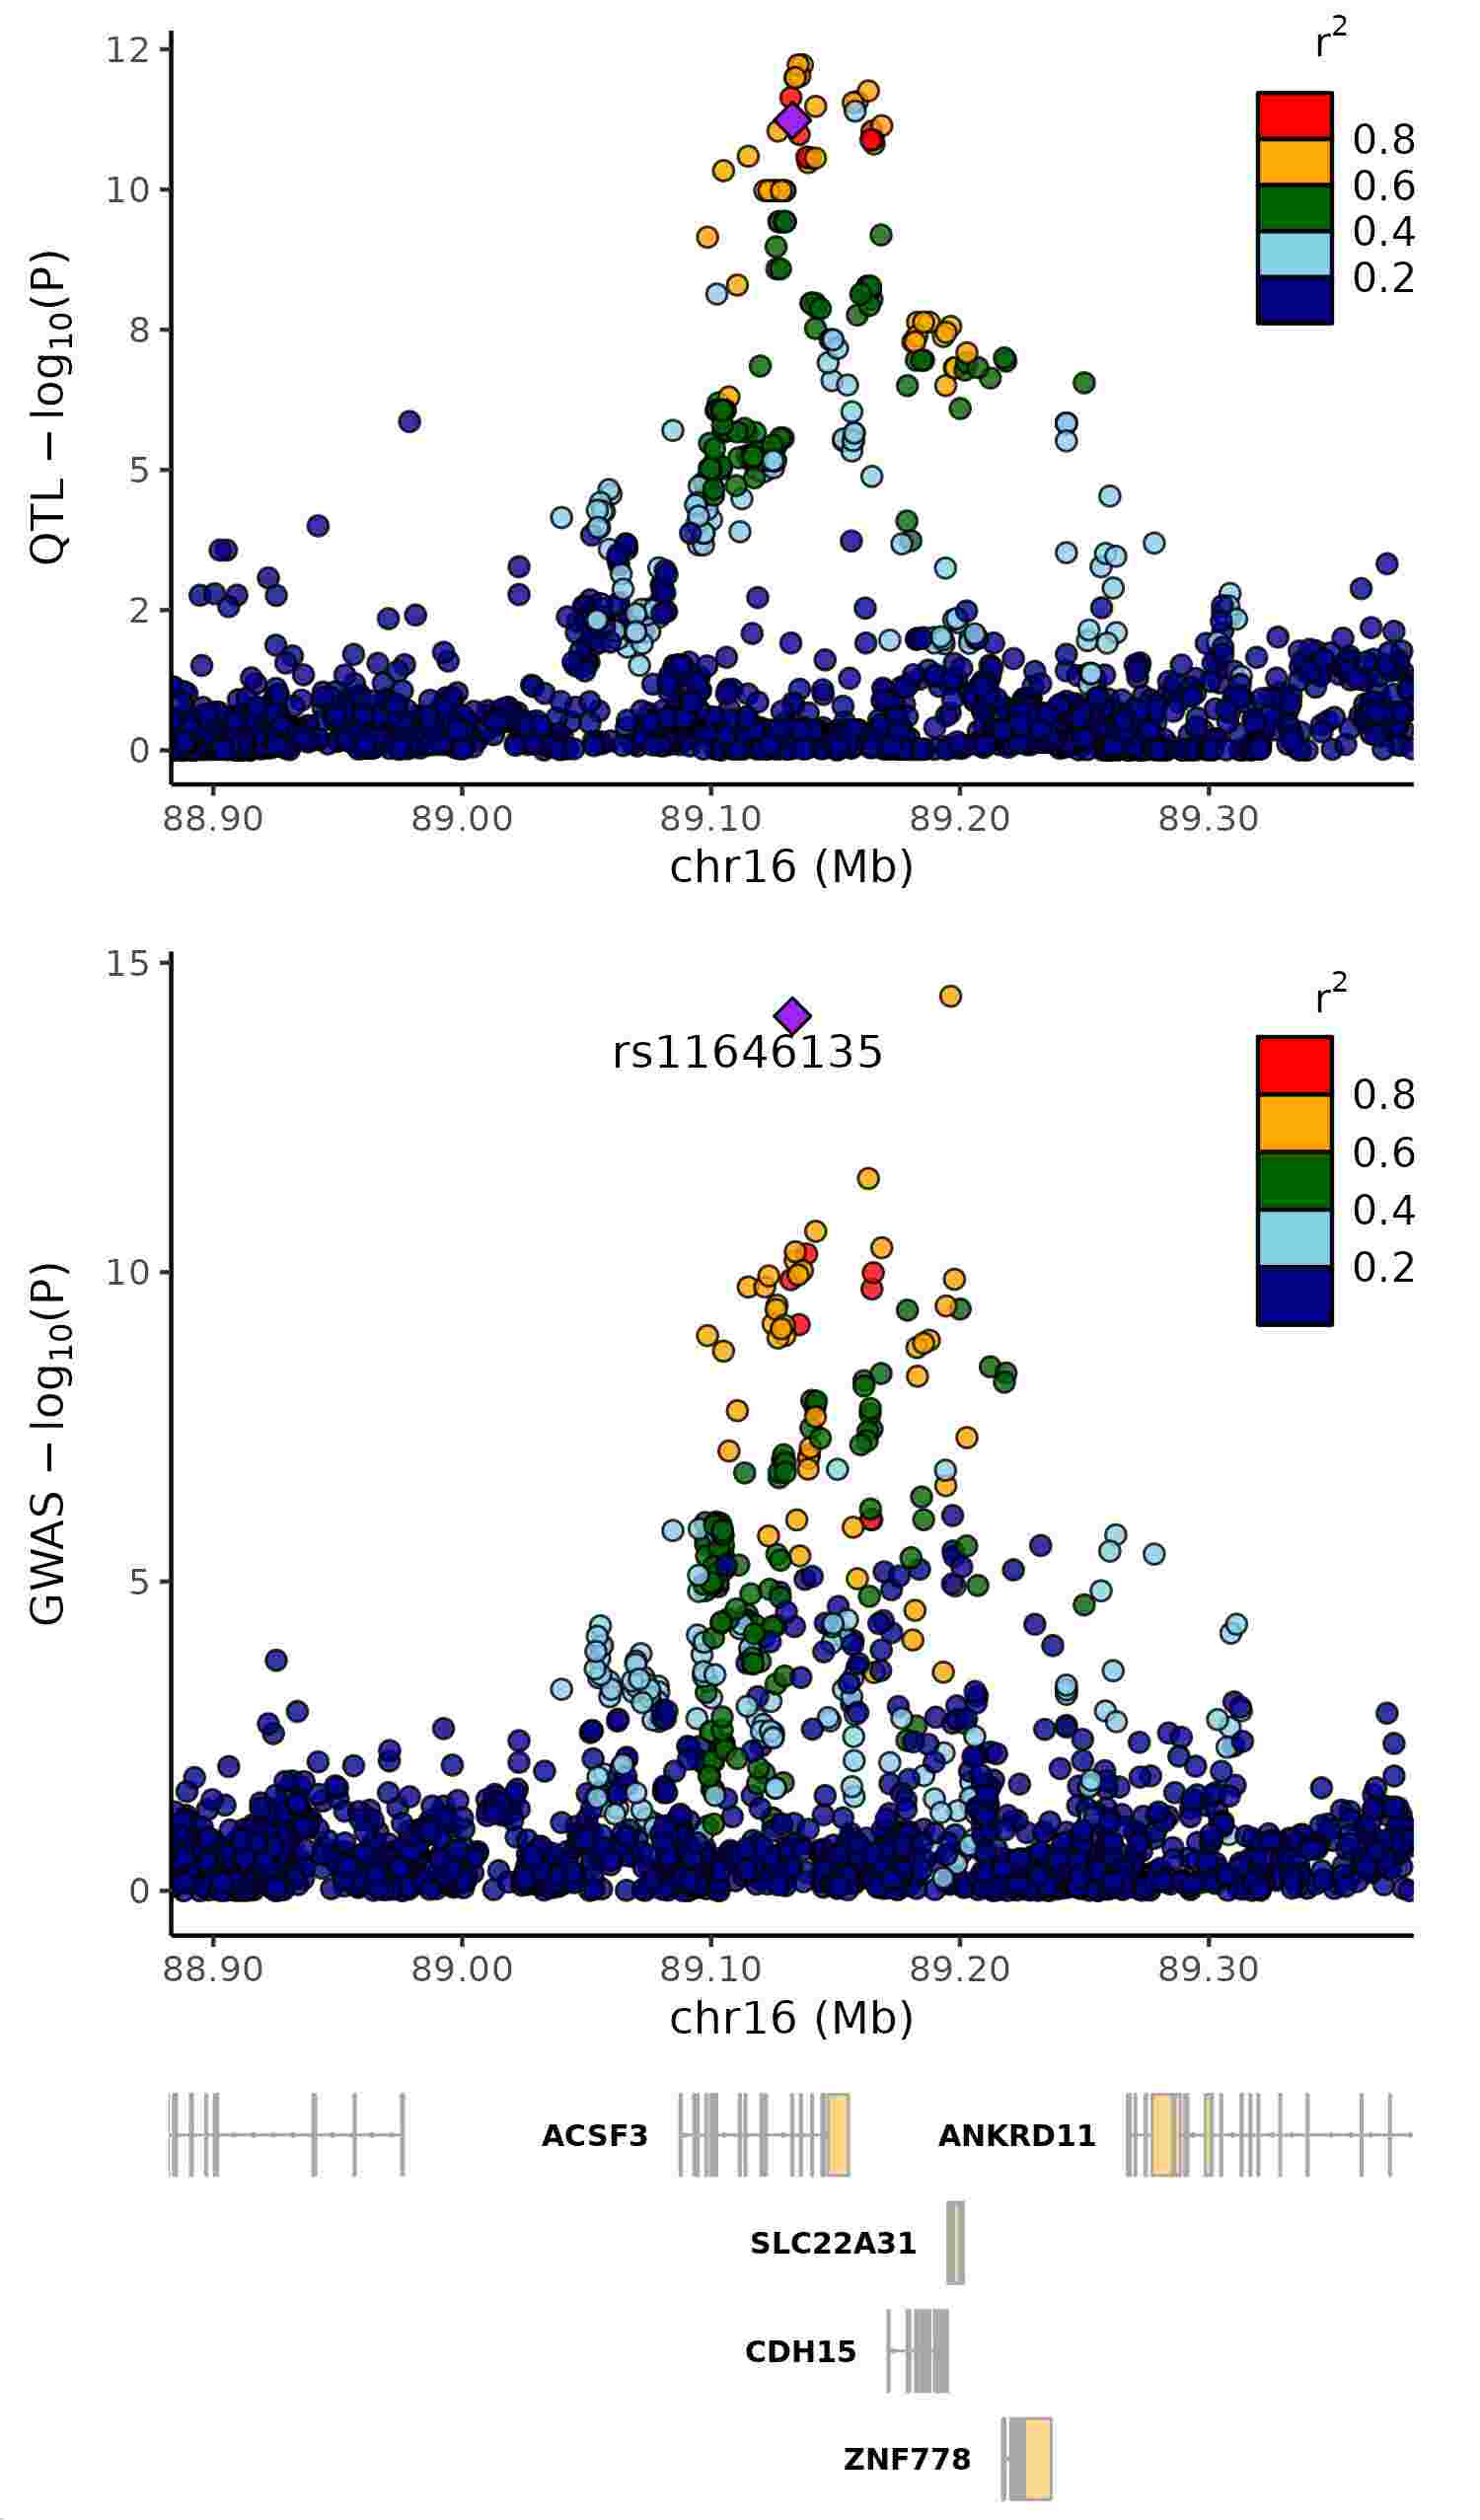 r²
12
10
8
5
2
0
QTL − log₁₀(P)
0.8
0.6
0.4
0.2
88.90 89.00 89.10 89.20 89.30
chr16 (Mb)
15
10
5
0
GWAS − log₁₀(P)
rs11646135
r²
0.8
0.6
0.4
0.2
88.90 89.00 89.10 89.20 89.30
chr16 (Mb)
ACSF3 ANKRD11
SLC22A31
CDH15
ZNF778